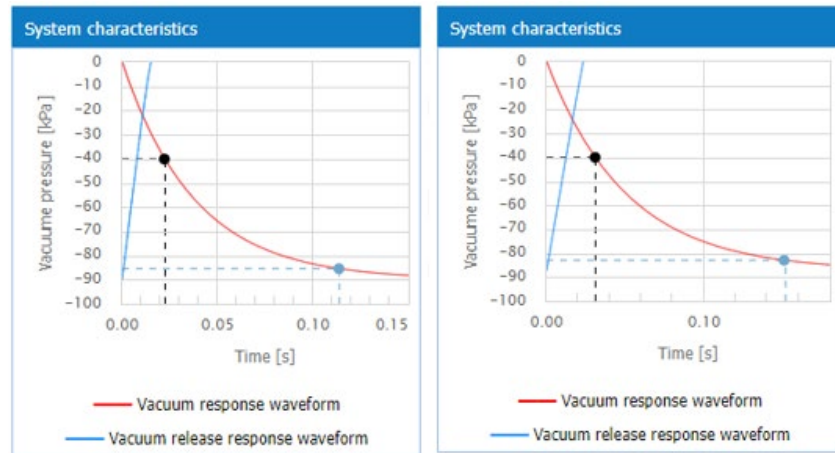 System characteristics
Vacuume pressure [kPa]
0
-10
-20
-30
-40
-50
-60
-70
-80
-90
-100
0.00
0.05
0.10
0.15
Time [s]
Vacuum response waveform
Vacuum release response waveform
System characteristics
Vacuume pressure [kPa]
0
-10
-20
-30
-40
-50
-60
-70
-80
-90
-100
0.00
0.10
Time [s]
Vacuum response waveform
Vacuum release response waveform